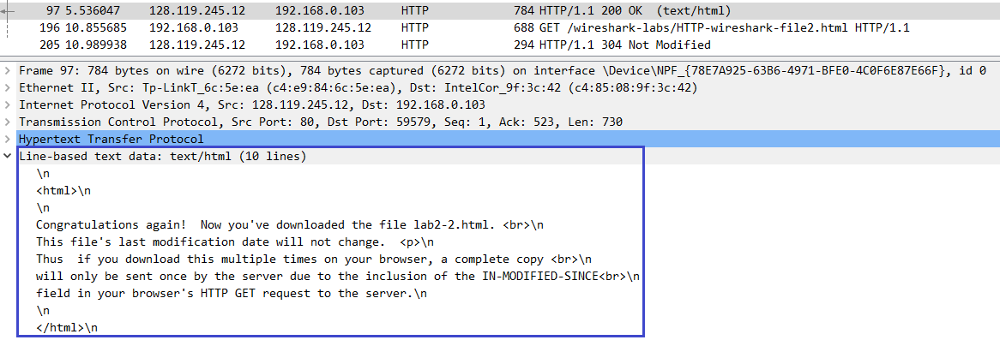 97 5.536047 128.119.245.12 192.168.0.103 HTTP 784 HTTP/1.1 200 OK (text/html)
196 10.855685 192.168.0.103 128.119.245.12 HTTP 688 GET /wireshark-labs/HTTP-wireshark-file2.html HTTP/1.1
205 10.989938 128.119.245.12 192.168.0.103 HTTP 294 HTTP/1.1 304 Not Modified
Frame 97: 784 bytes on wire (6272 bits), 784 bytes captured (6272 bits) on interface \Device\NPF_{78E7A925-63B6-4971-BFE0-4C0F6E87E66F}, id 0
Ethernet II, Src: Tp-LinkT_6c:5e:ea (c4:e9:84:6c:5e:ea), Dst: IntelCor_9f:3c:42 (c4:85:08:9f:3c:42)
Internet Protocol Version 4, Src: 128.119.245.12, Dst: 192.168.0.103
Transmission Control Protocol, Src Port: 80, Dst Port: 59579, Seq: 1, Ack: 523, Len: 730
Hypertext Transfer Protocol
Line-based text data: text/html (10 lines)
\n
<html>\n
\n
Congratulations again!  Now you've downloaded the file lab2-2.html. <br>\n
This file's last modification date will not change.  <p>\n
Thus  if you download this multiple times on your browser, a complete copy <br>\n
will only be sent once by the server due to the inclusion of the IN-MODIFIED-SINCE<br>\n
field in your browser's HTTP GET request to the server.\n
\n
</html>\n